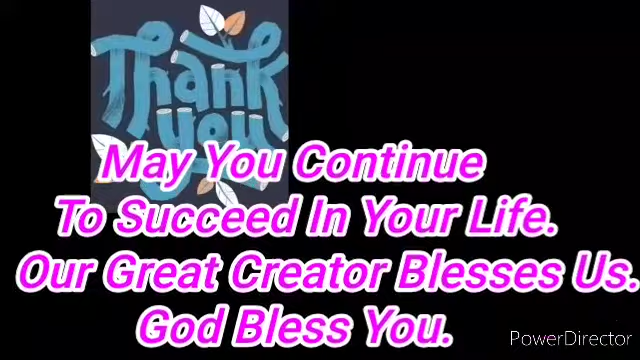 Thank
you
May You Continue
To Succeed In Your Life.
Our Great Creator Blesses Us.
God Bless You.
PowerDirector